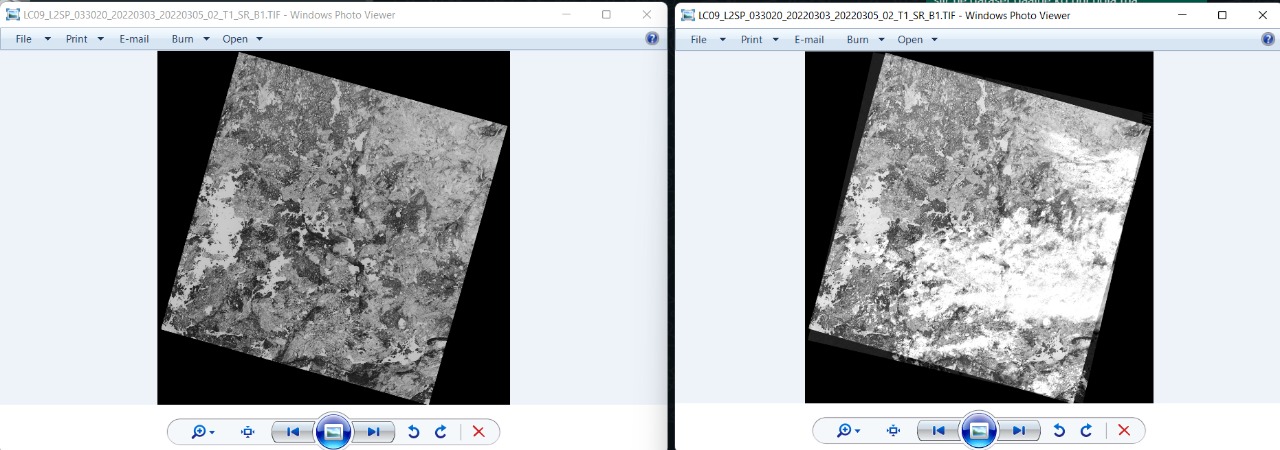 LC09_L2SP_033020_20220303_20220305_02_T1_SR_B1.TIF - Windows Photo Viewer
File Print E-mail Burn Open
LC09_L2SP_033020_20220303_20220305_02_T1_SR_B1.TIF - Windows Photo Viewer
File Print E-mail Burn Open